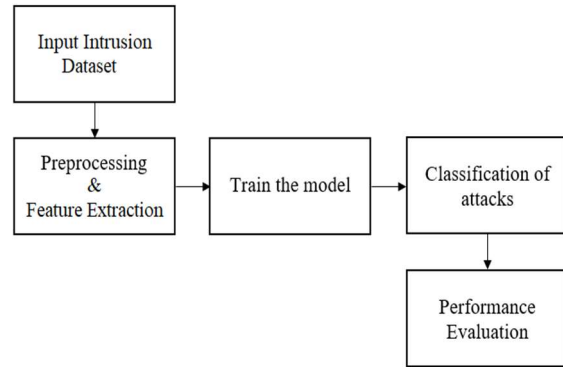 Input Intrusion
Dataset
Preprocessing
&
Feature Extraction
Train the model
Classification of
attacks
Performance
Evaluation